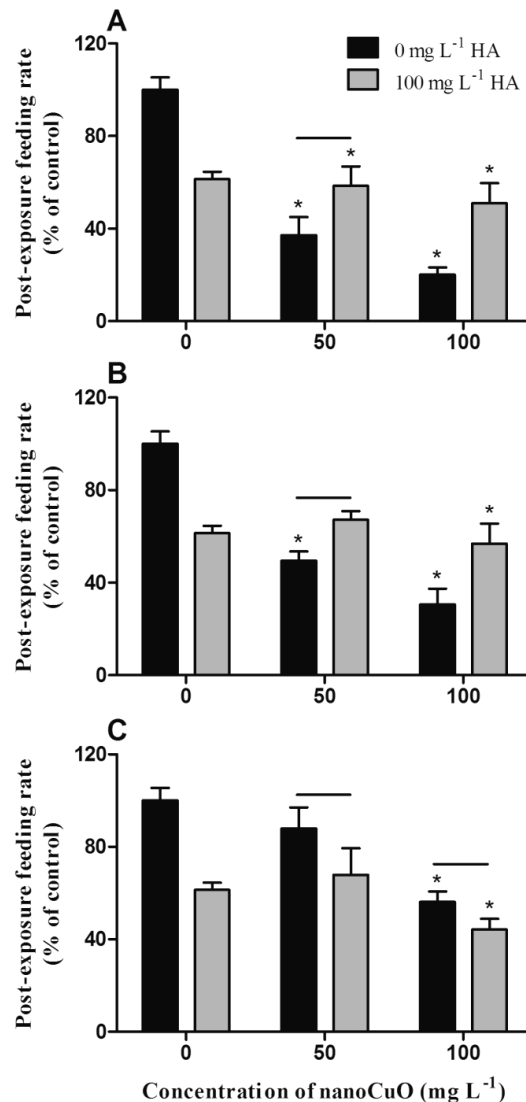 A
Post-exposure feeding rate
(% of control)
120
80
40
0
0 mg L⁻¹ HA
100 mg L⁻¹ HA
*
*
*
*
0
50
100
B
Post-exposure feeding rate
(% of control)
120
80
40
0
*
*
*
0
50
100
C
Post-exposure feeding rate
(% of control)
120
80
40
0
*
*
0
50
100
Concentration of nanoCuO (mg L⁻¹)